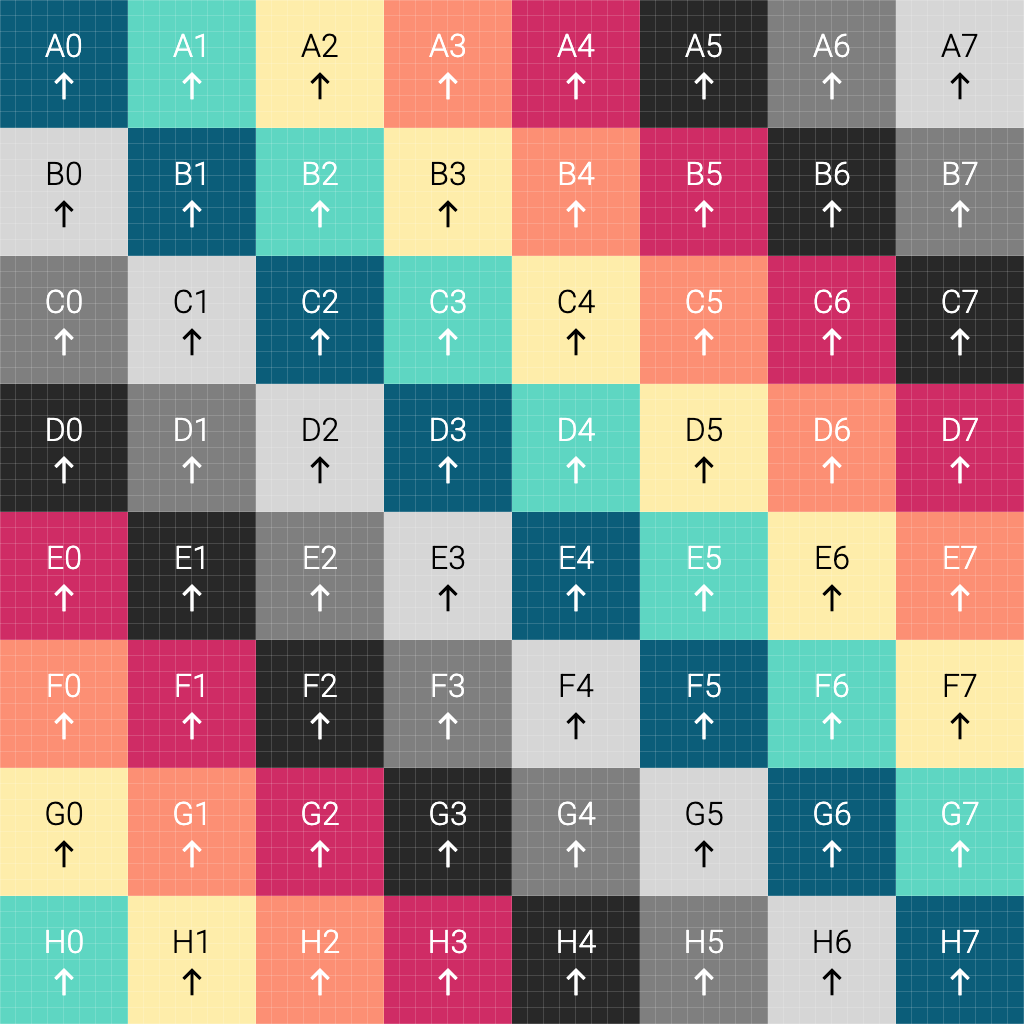 A0 A1 A2 A3 A4 A5 A6 A7
↑ ↑ ↑ ↑ ↑ ↑ ↑ ↑
B0 B1 B2 B3 B4 B5 B6 B7
↑ ↑ ↑ ↑ ↑ ↑ ↑ ↑
C0 C1 C2 C3 C4 C5 C6 C7
↑ ↑ ↑ ↑ ↑ ↑ ↑ ↑
D0 D1 D2 D3 D4 D5 D6 D7
↑ ↑ ↑ ↑ ↑ ↑ ↑ ↑
E0 E1 E2 E3 E4 E5 E6 E7
↑ ↑ ↑ ↑ ↑ ↑ ↑ ↑
F0 F1 F2 F3 F4 F5 F6 F7
↑ ↑ ↑ ↑ ↑ ↑ ↑ ↑
G0 G1 G2 G3 G4 G5 G6 G7
↑ ↑ ↑ ↑ ↑ ↑ ↑ ↑
H0 H1 H2 H3 H4 H5 H6 H7
↑ ↑ ↑ ↑ ↑ ↑ ↑ ↑